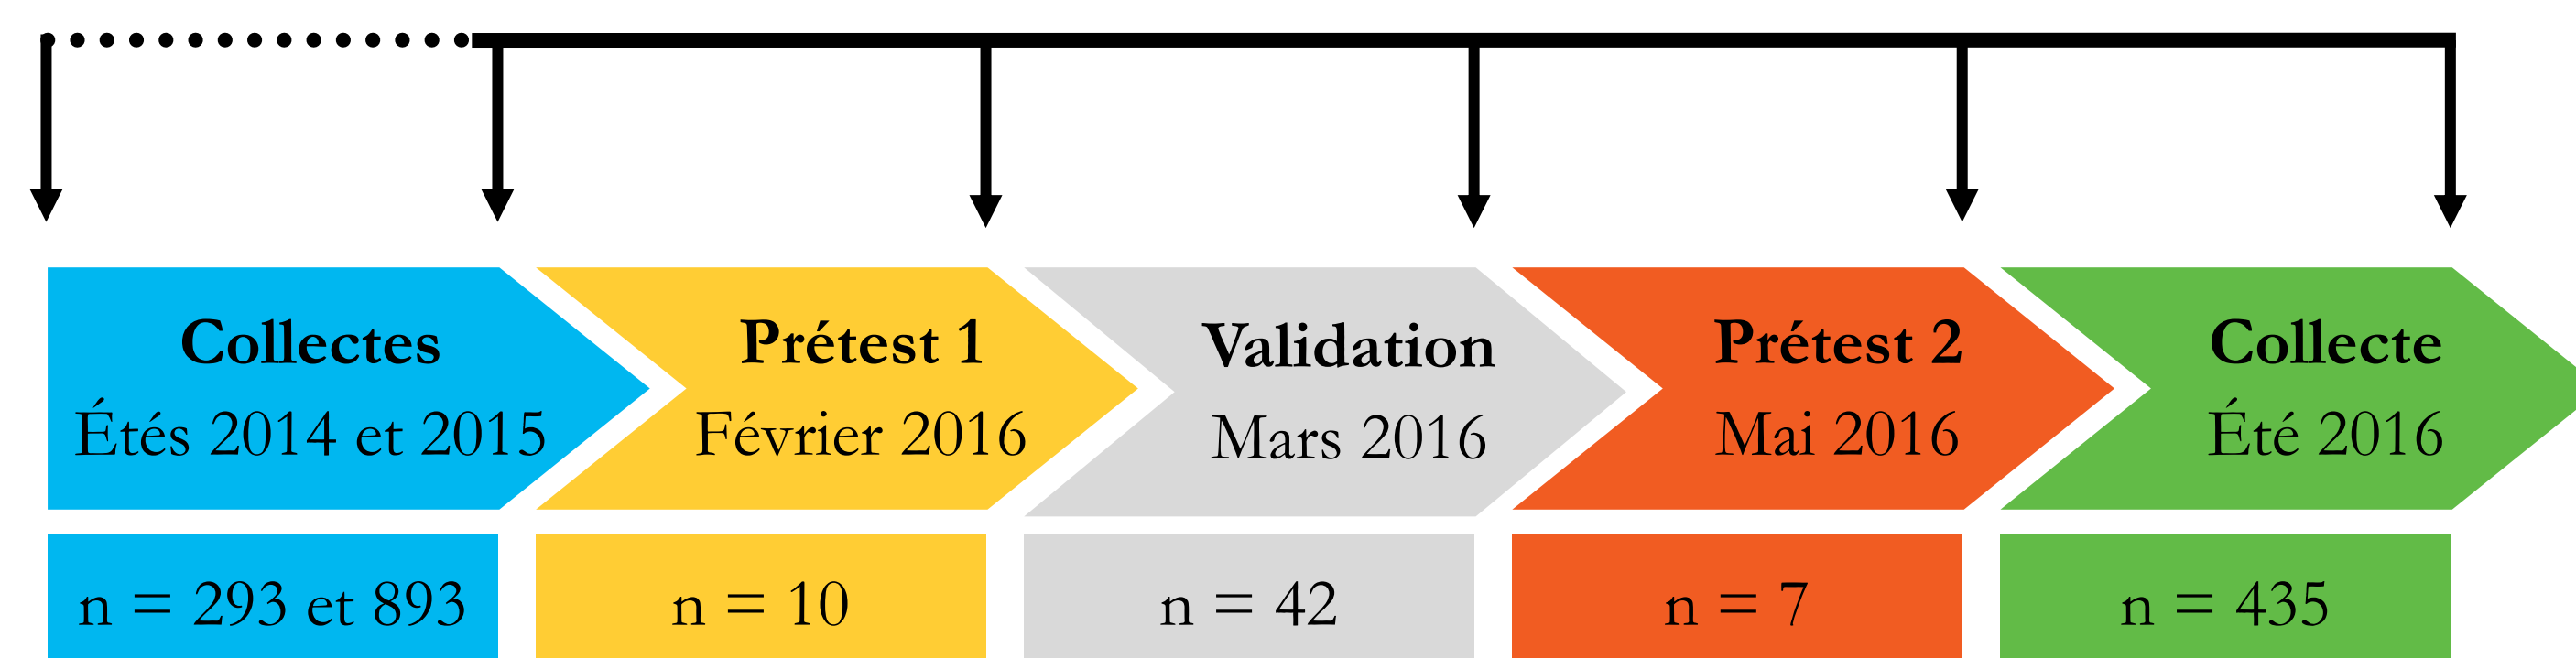 Collectes
Étés 2014 et 2015
n = 293 et 893
Prétest 1
Février 2016
n = 10
Validation
Mars 2016
n = 42
Prétest 2
Mai 2016
n = 7
Collecte
Été 2016
n = 435